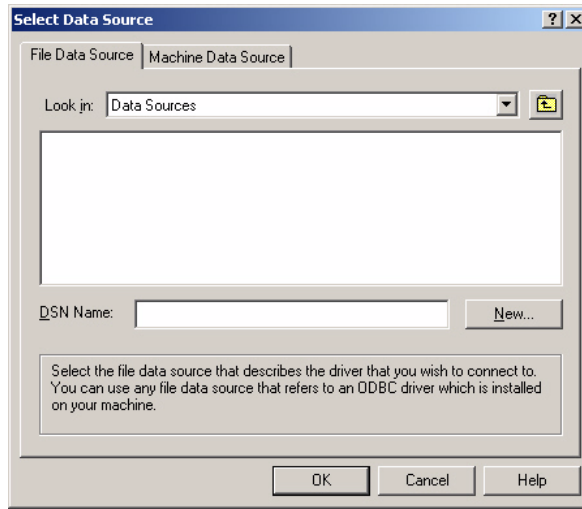 Select Data Source
File Data Source Machine Data Source
Look in: Data Sources
DSN Name: New...
Select the file data source that describes the driver that you wish to connect to.
You can use any file data source that refers to an ODBC driver which is installed
on your machine.
OK Cancel Help